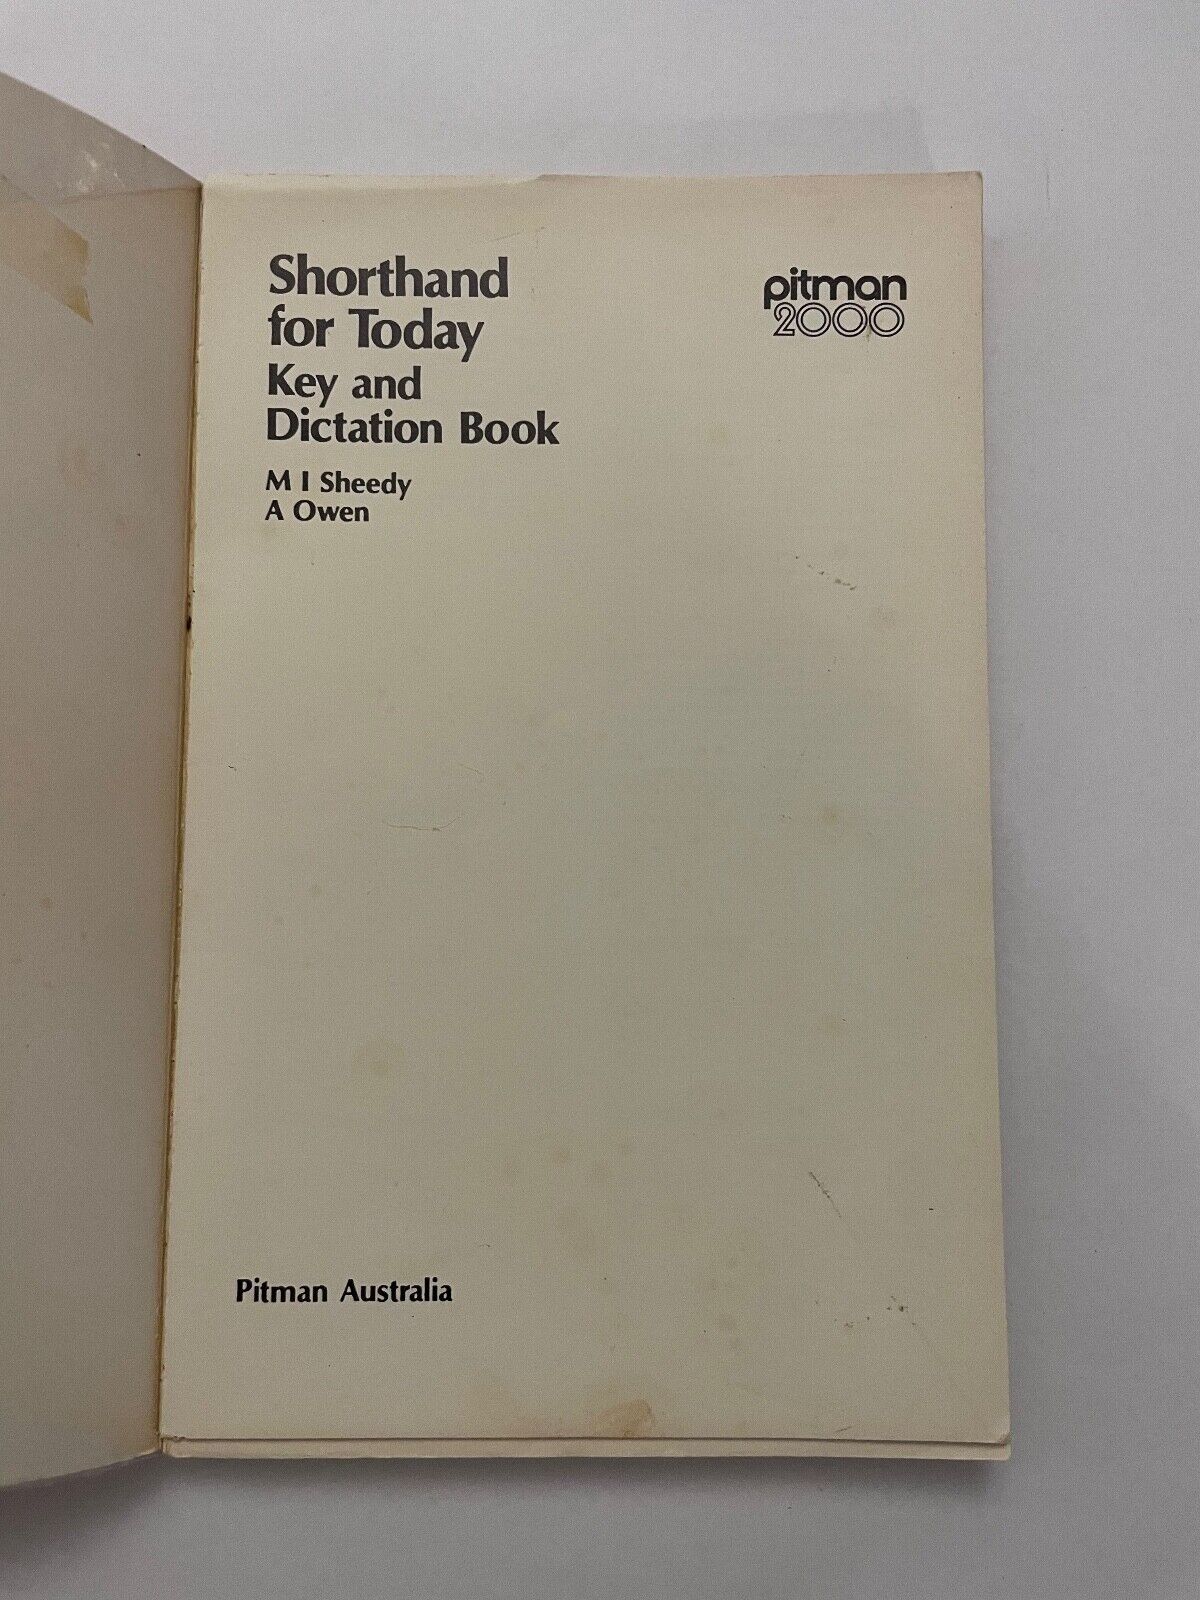 Shorthand
for Today
Key and
Dictation Book
M I Sheedy
A Owen
pitman
2000
Pitman Australia